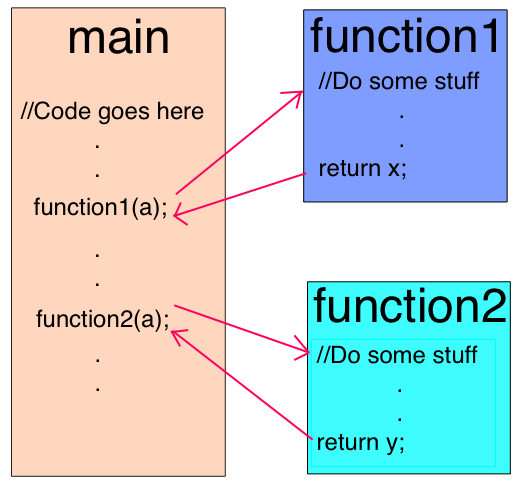 main
//Code goes here
.
.
function1(a);
.
.
function2(a);
.
.
function1
//Do some stuff
.
.
return x;
function2
//Do some stuff
.
.
return y;